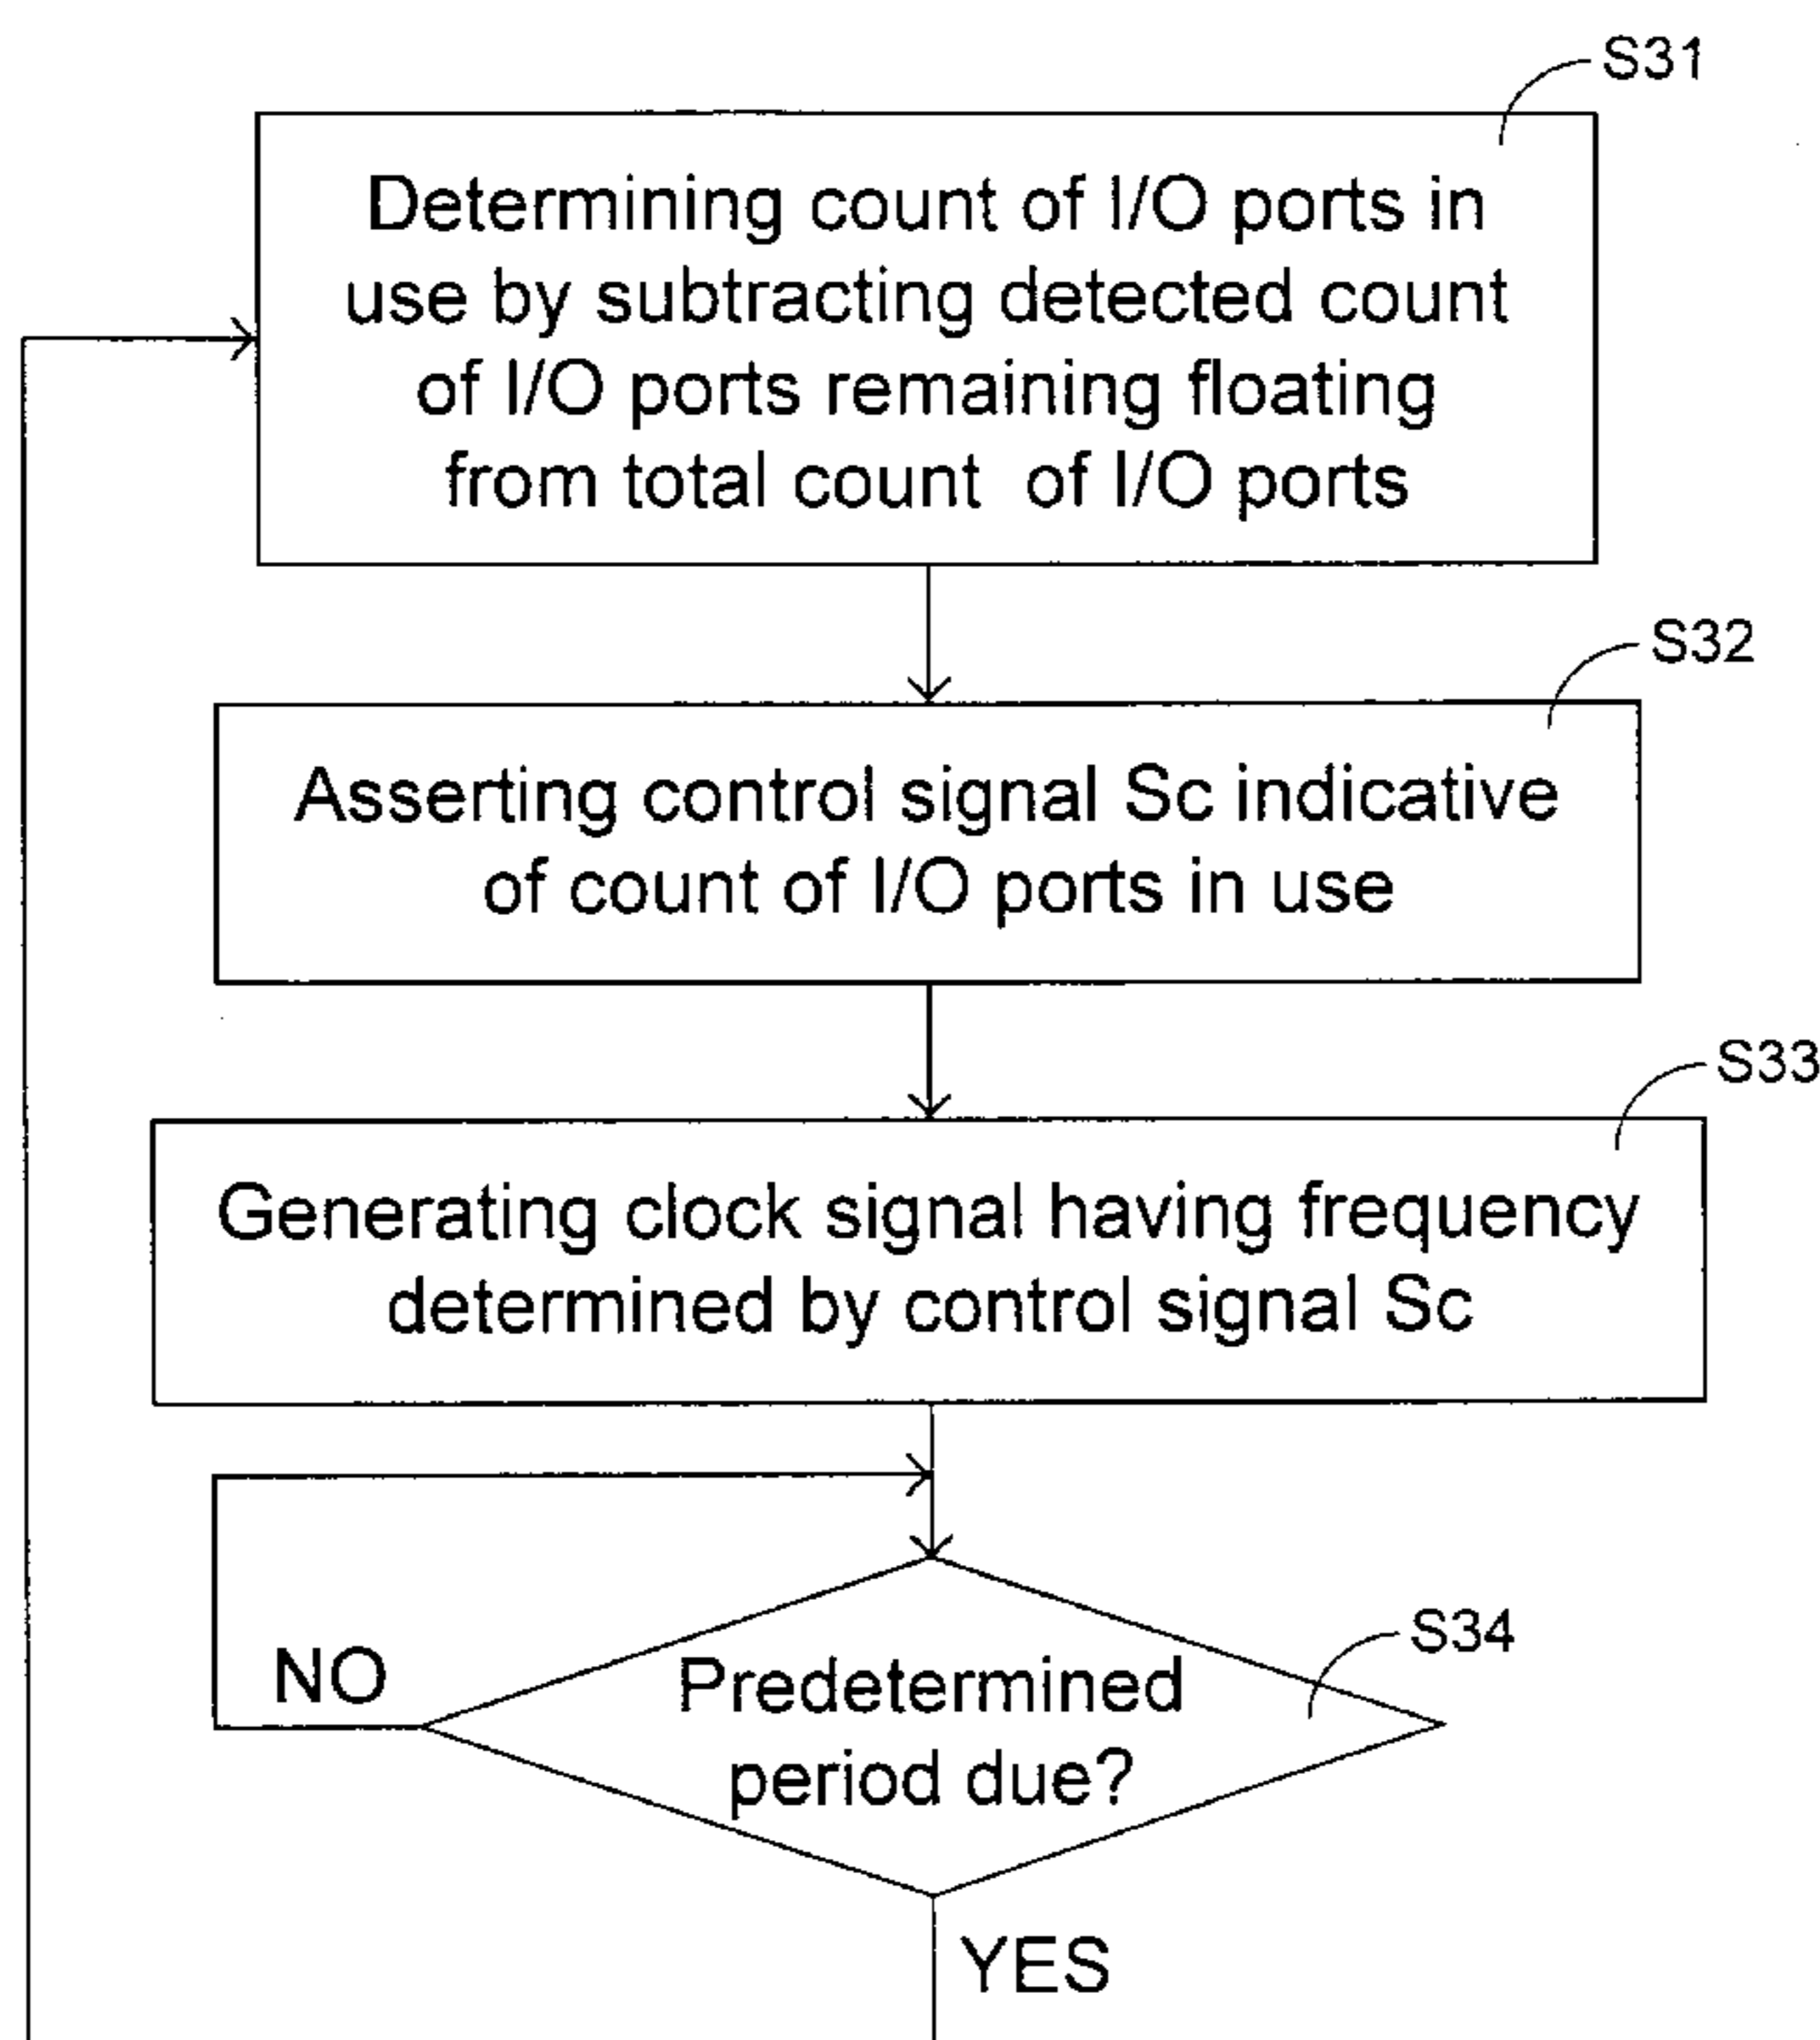 S31
Determining count of I/O ports in
use by subtracting detected count
of I/O ports remaining floating
from total count of I/O ports
S32
Asserting control signal Sc indicative
of count of I/O ports in use
S33
Generating clock signal having frequency
determined by control signal Sc
S34
NO
Predetermined
period due?
YES